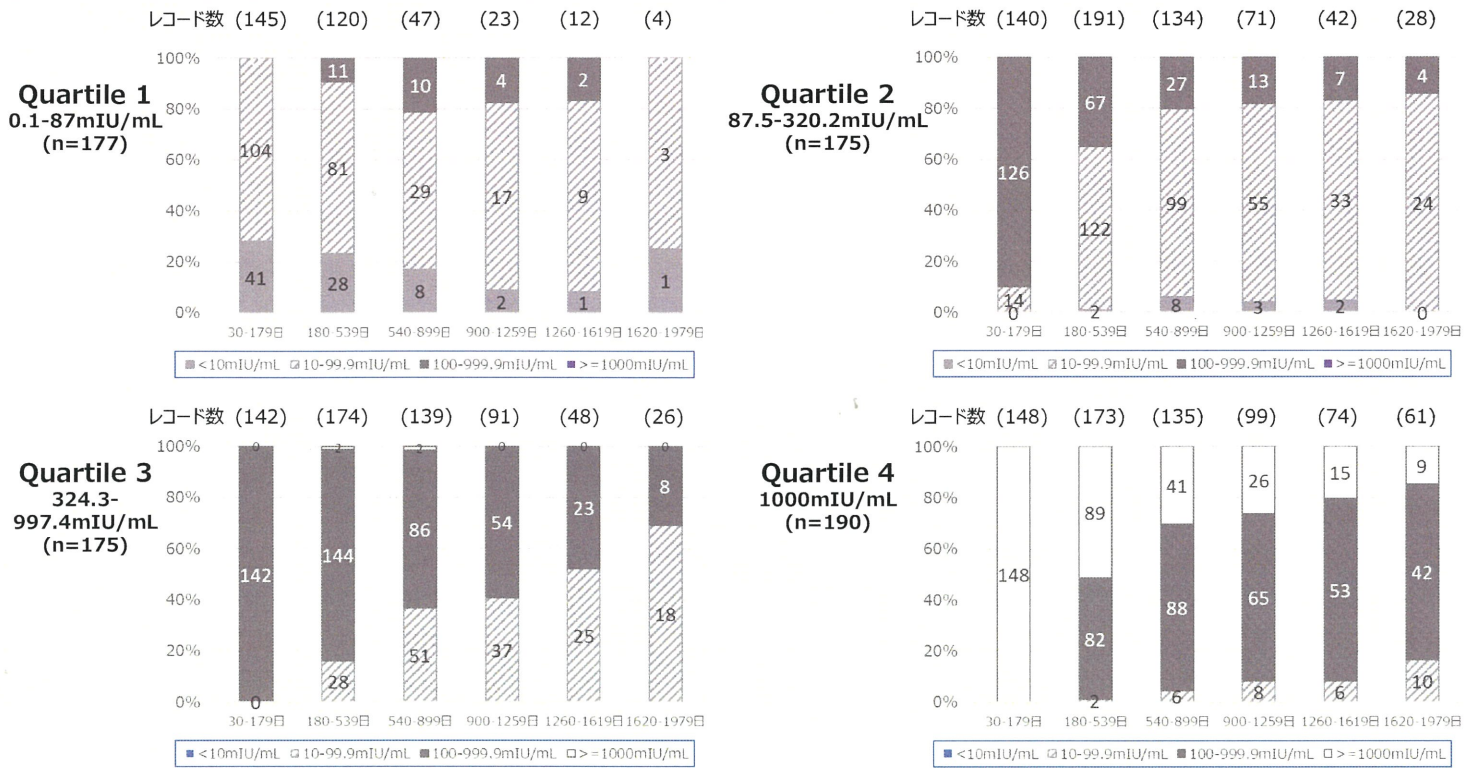 レコード数 (145) (120) (47) (23) (12) (4)
Quartile 1
0.1-87mIU/mL
(n=177)
100%
80%
60%
40%
20%
0%
11 10 4 2
104 81 29 17 9 3
41 28 8 2 1 1
30-179日 180-539日 540-899日 900-1259日 1260-1619日 1620-1979日
<10mIU/mL 10-99.9mIU/mL 100-999.9mIU/mL >=1000mIU/mL
レコード数 (140) (191) (134) (71) (42) (28)
Quartile 2
87.5-320.2mIU/mL
(n=175)
100%
80%
60%
40%
20%
0%
126 67 27 13 7 4
14 122 99 55 33 24
0 2 8 3 2 0
30-179日 180-539日 540-899日 900-1259日 1260-1619日 1620-1979日
<10mIU/mL 10-99.9mIU/mL 100-999.9mIU/mL >=1000mIU/mL
レコード数 (142) (174) (139) (91) (48) (26)
Quartile 3
324.3-
997.4mIU/mL
(n=175)
100%
80%
60%
40%
20%
0%
0 2 2 0 0 0
142 144 86 54 23 8
0 28 51 37 25 18
30-179日 180-539日 540-899日 900-1259日 1260-1619日 1620-1979日
<10mIU/mL 10-99.9mIU/mL 100-999.9mIU/mL >=1000mIU/mL
レコード数 (148) (173) (135) (99) (74) (61)
Quartile 4
1000mIU/mL
(n=190)
100%
80%
60%
40%
20%
0%
148 89 41 26 15 9
82 88 65 53 42
2 6 8 6 10
30-179日 180-539日 540-899日 900-1259日 1260-1619日 1620-1979日
<10mIU/mL 10-99.9mIU/mL 100-999.9mIU/mL >=1000mIU/mL